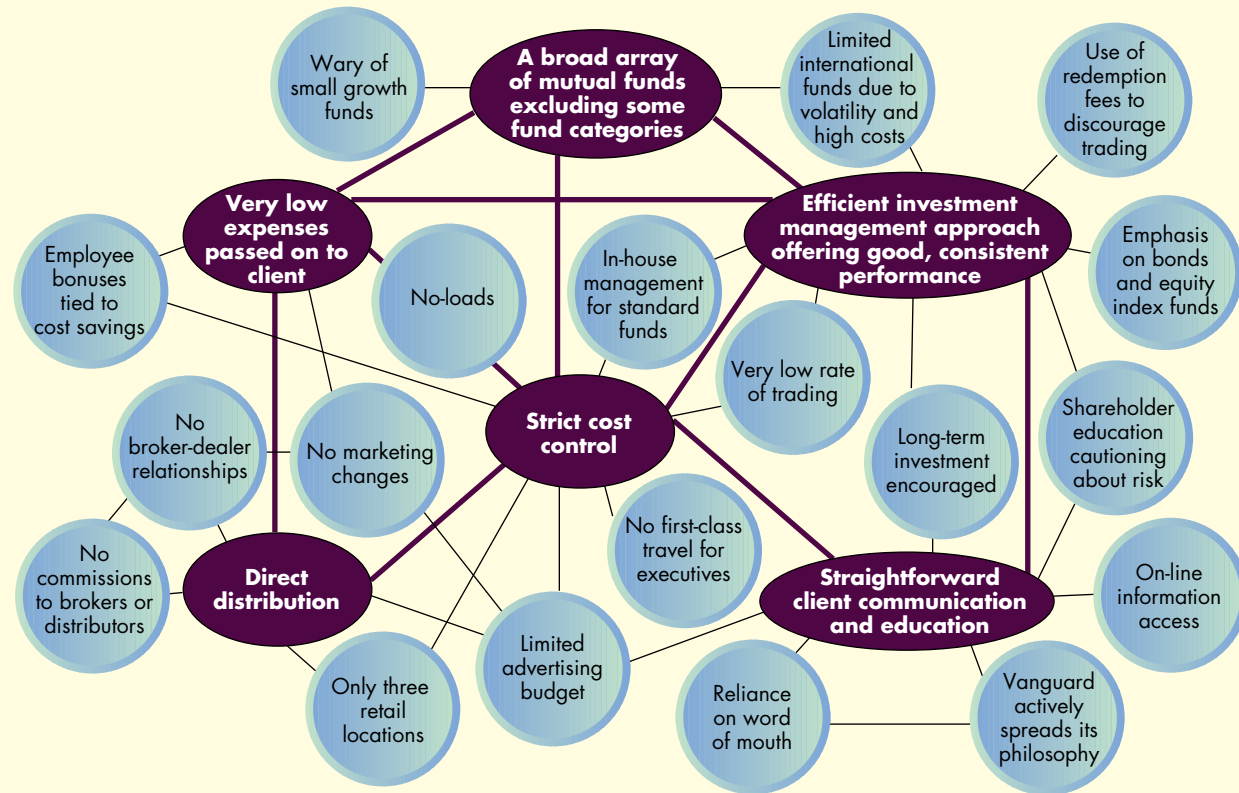 Wary of
small growth
funds
A broad array
of mutual funds
excluding some
fund categories
Limited
international
funds due to
volatility and
high costs
Use of
redemption
fees to
discourage
trading
Very low
expenses
passed on to
client
Efficient investment
management approach
offering good, consistent
performance
Employee
bonuses
tied to
cost savings
No-loads
In-house
management
for standard
funds
Emphasis
on bonds
and equity
index funds
Very low rate
of trading
No
broker-dealer
relationships
No marketing
changes
Strict cost
control
Long-term
investment
encouraged
Shareholder
education
cautioning
about risk
No
commissions
to brokers or
distributors
Direct
distribution
No first-class
travel for
executives
Straightforward
client communication
and education
On-line
information
access
Only three
retail
locations
Limited
advertising
budget
Reliance
on word
of mouth
Vanguard
actively
spreads its
philosophy